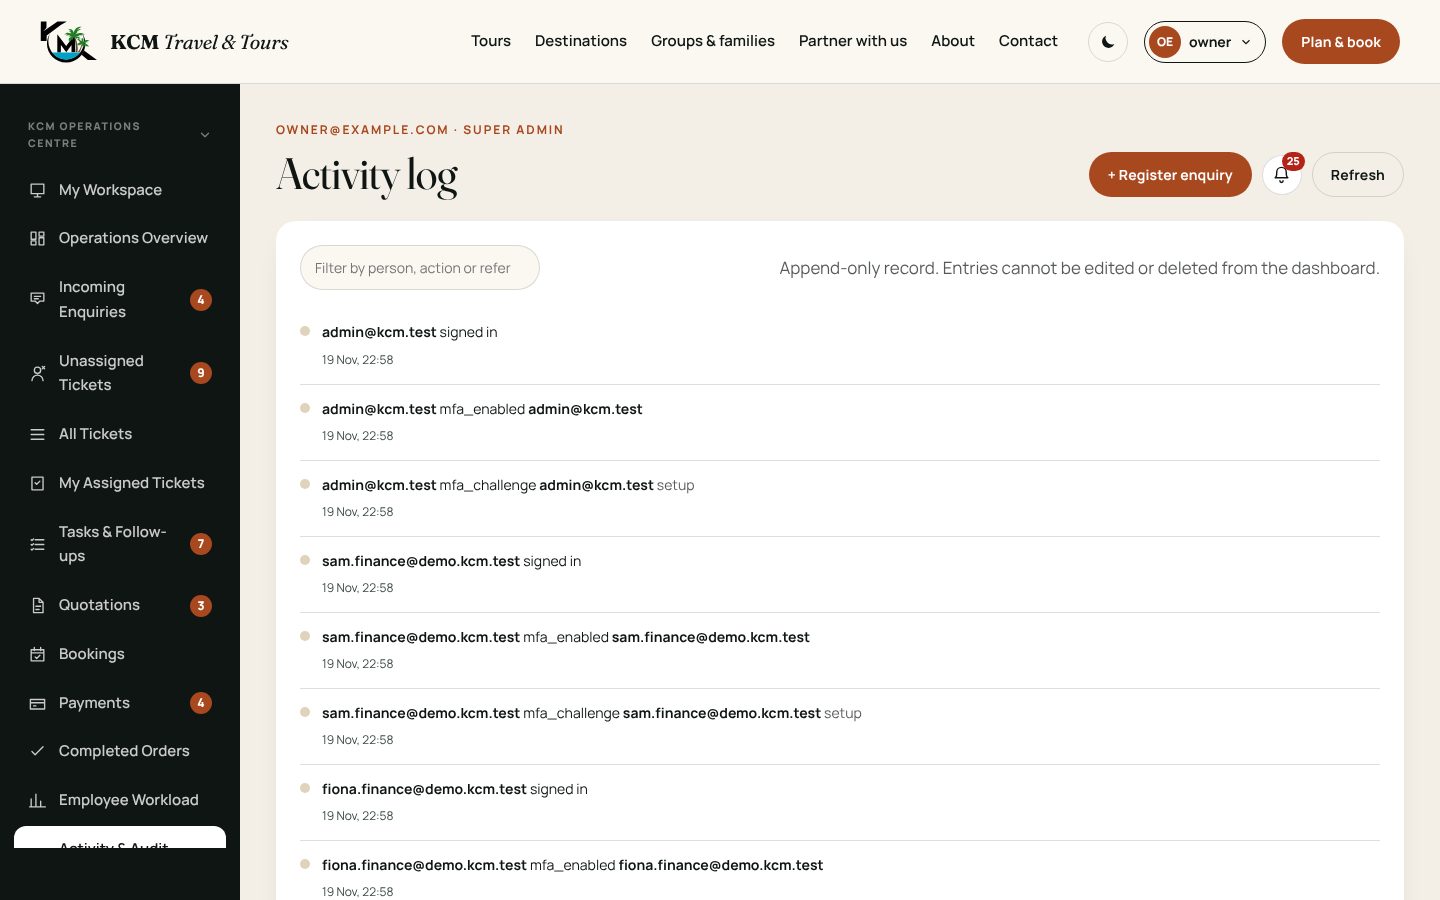 KCM Travel & Tours
Tours
Destinations
Groups & families
Partner with us
About
Contact
OE
owner
Plan & book
KCM OPERATIONS
CENTRE
My Workspace
Operations Overview
Incoming
Enquiries
4
Unassigned
Tickets
9
All Tickets
My Assigned Tickets
Tasks & Follow-
ups
7
Quotations
3
Bookings
Payments
4
Completed Orders
Employee Workload
Activity & Audit
OWNER@EXAMPLE.COM · SUPER ADMIN
Activity log
+ Register enquiry
25
Refresh
Filter by person, action or refer
Append-only record. Entries cannot be edited or deleted from the dashboard.
admin@kcm.test signed in
19 Nov, 22:58
admin@kcm.test mfa_enabled admin@kcm.test
19 Nov, 22:58
admin@kcm.test mfa_challenge admin@kcm.test setup
19 Nov, 22:58
sam.finance@demo.kcm.test signed in
19 Nov, 22:58
sam.finance@demo.kcm.test mfa_enabled sam.finance@demo.kcm.test
19 Nov, 22:58
sam.finance@demo.kcm.test mfa_challenge sam.finance@demo.kcm.test setup
19 Nov, 22:58
fiona.finance@demo.kcm.test signed in
19 Nov, 22:58
fiona.finance@demo.kcm.test mfa_enabled fiona.finance@demo.kcm.test
19 Nov, 22:58